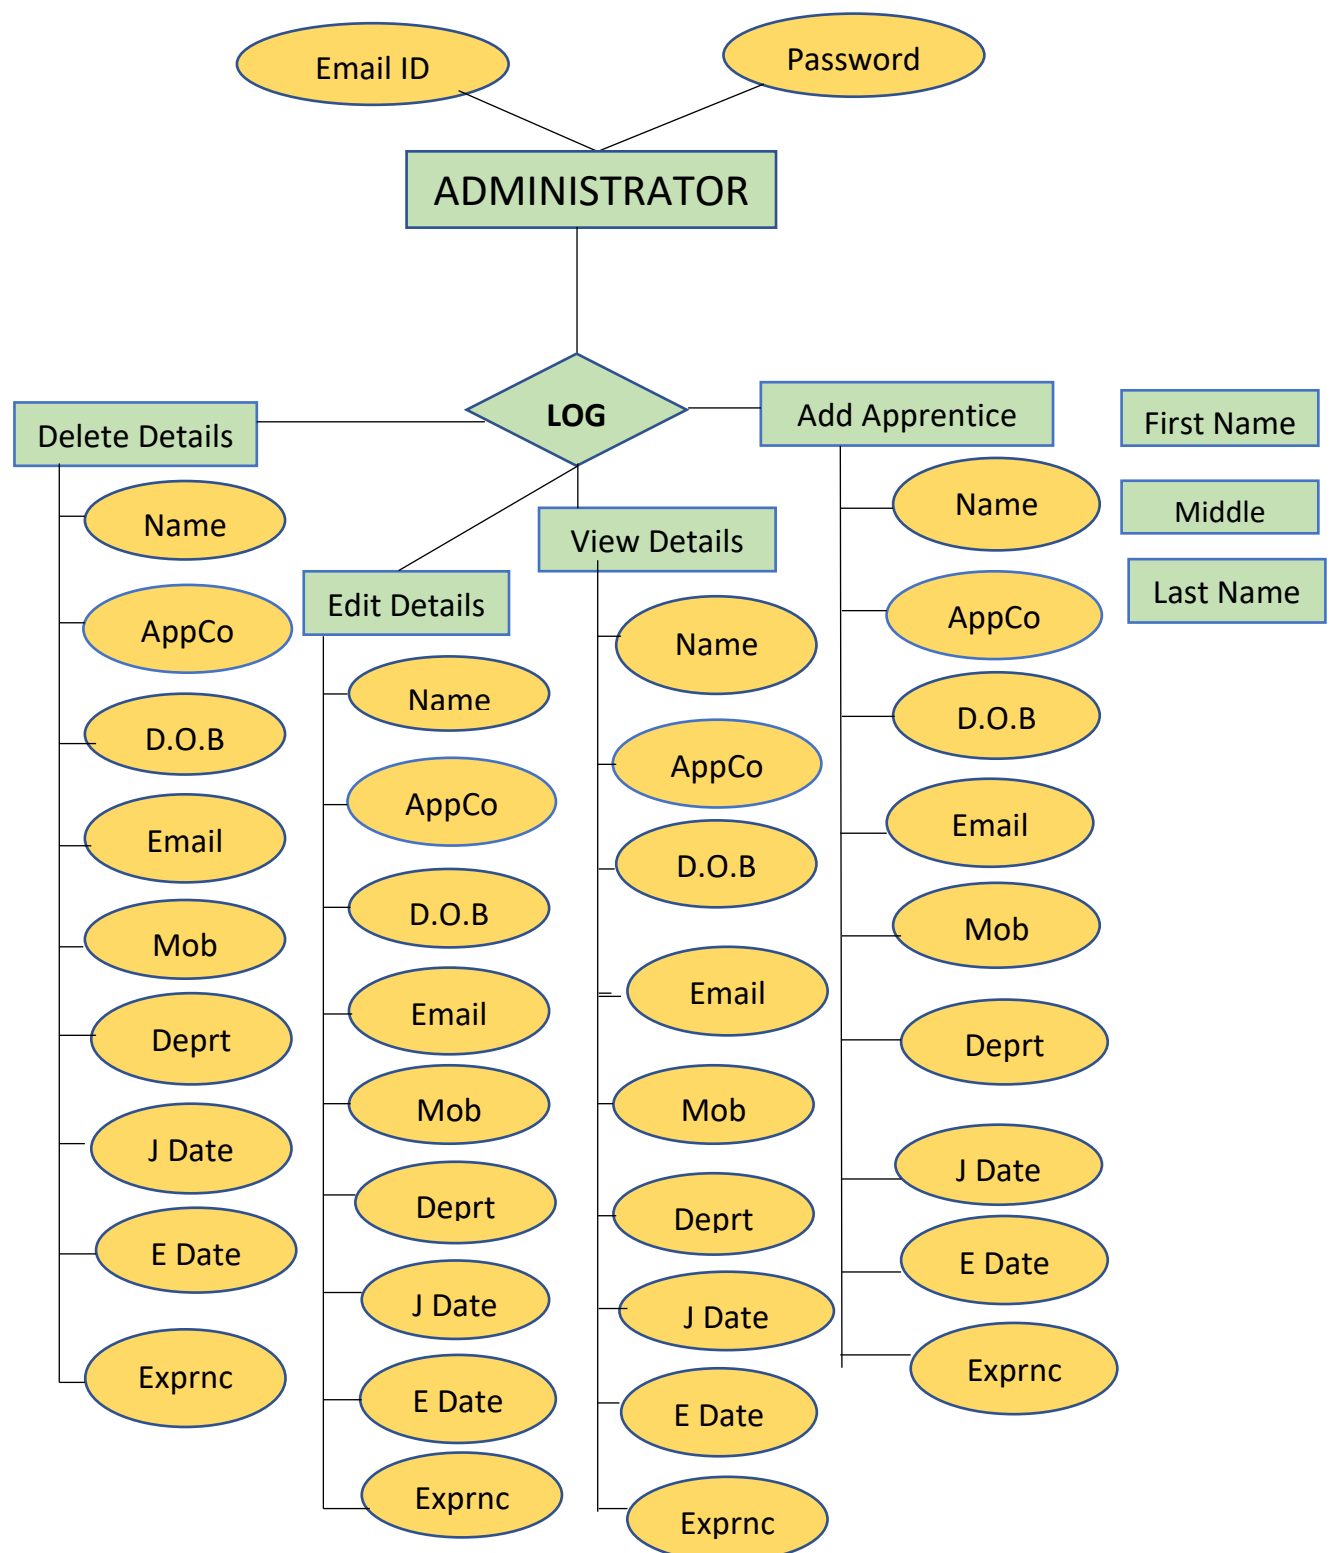 Email ID
Password
ADMINISTRATOR
LOG
Delete Details
Name
AppCo
D.O.B
Email
Mob
Deprt
J Date
E Date
Exprnc
Edit Details
Name
AppCo
D.O.B
Email
Mob
Deprt
J Date
E Date
Exprnc
View Details
Name
AppCo
D.O.B
Email
Mob
Deprt
J Date
E Date
Exprnc
Add Apprentice
Name
AppCo
D.O.B
Email
Mob
Deprt
J Date
E Date
Exprnc
First Name
Middle
Last Name